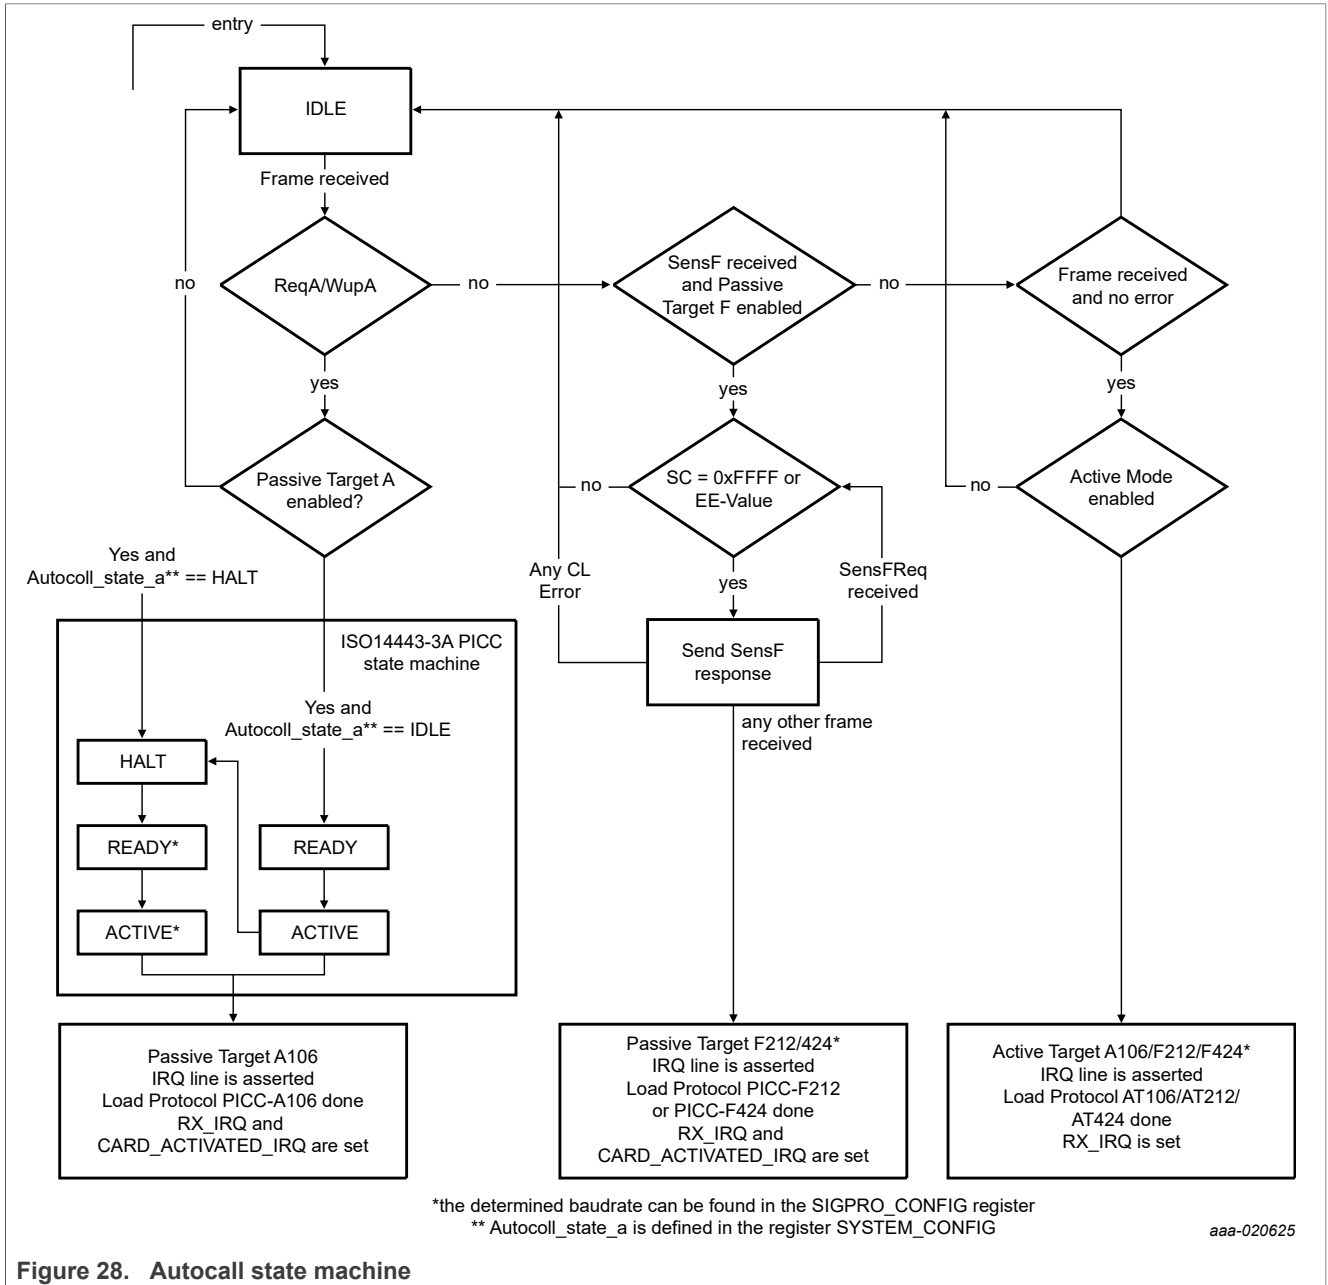 entry
IDLE
Frame received
ReqA/WupA
no
no
SensF received
and Passive
Target F enabled
no
Frame received
and no error
yes
yes
yes
Passive Target A
enabled?
no
SC = 0xFFFF or
EE-Value
no
Active Mode
enabled
Yes and
Autocoll_state_a** == HALT
Any CL
Error
yes
SensFReq
received
ISO14443-3A PICC
state machine
Send SensF
response
Yes and
Autocoll_state_a** == IDLE
any other frame
received
HALT
READY*
READY
ACTIVE*
ACTIVE
Passive Target A106
IRQ line is asserted
Load Protocol PICC-A106 done
RX_IRQ and
CARD_ACTIVATED_IRQ are set
Passive Target F212/424*
IRQ line is asserted
Load Protocol PICC-F212
or PICC-F424 done
RX_IRQ and
CARD_ACTIVATED_IRQ are set
Active Target A106/F212/F424*
IRQ line is asserted
Load Protocol AT106/AT212/
AT424 done
RX_IRQ is set
*the determined baudrate can be found in the SIGPRO_CONFIG register
** Autocoll_state_a is defined in the register SYSTEM_CONFIG
aaa-020625
Figure 28. Autocall state machine